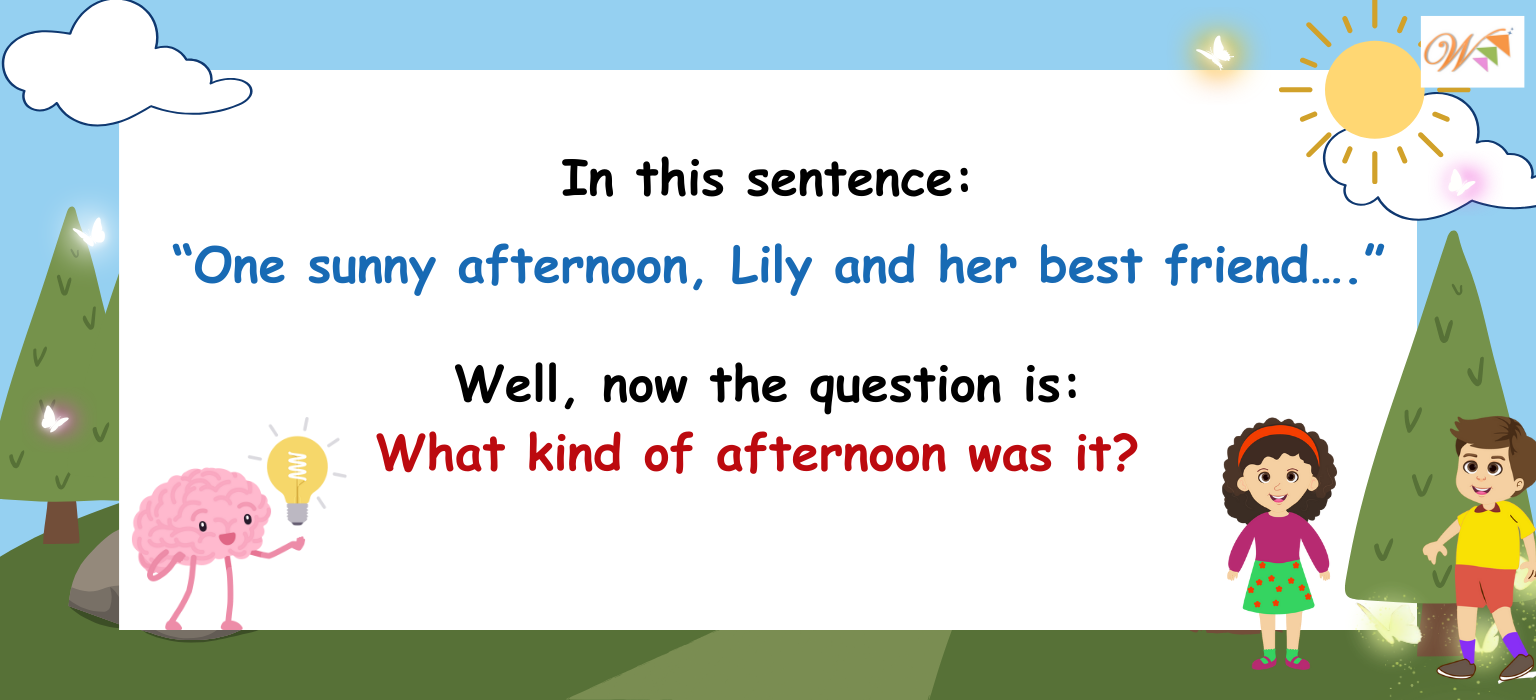 In this sentence:
“One sunny afternoon, Lily and her best friend….”
Well, now the question is:
What kind of afternoon was it?
W